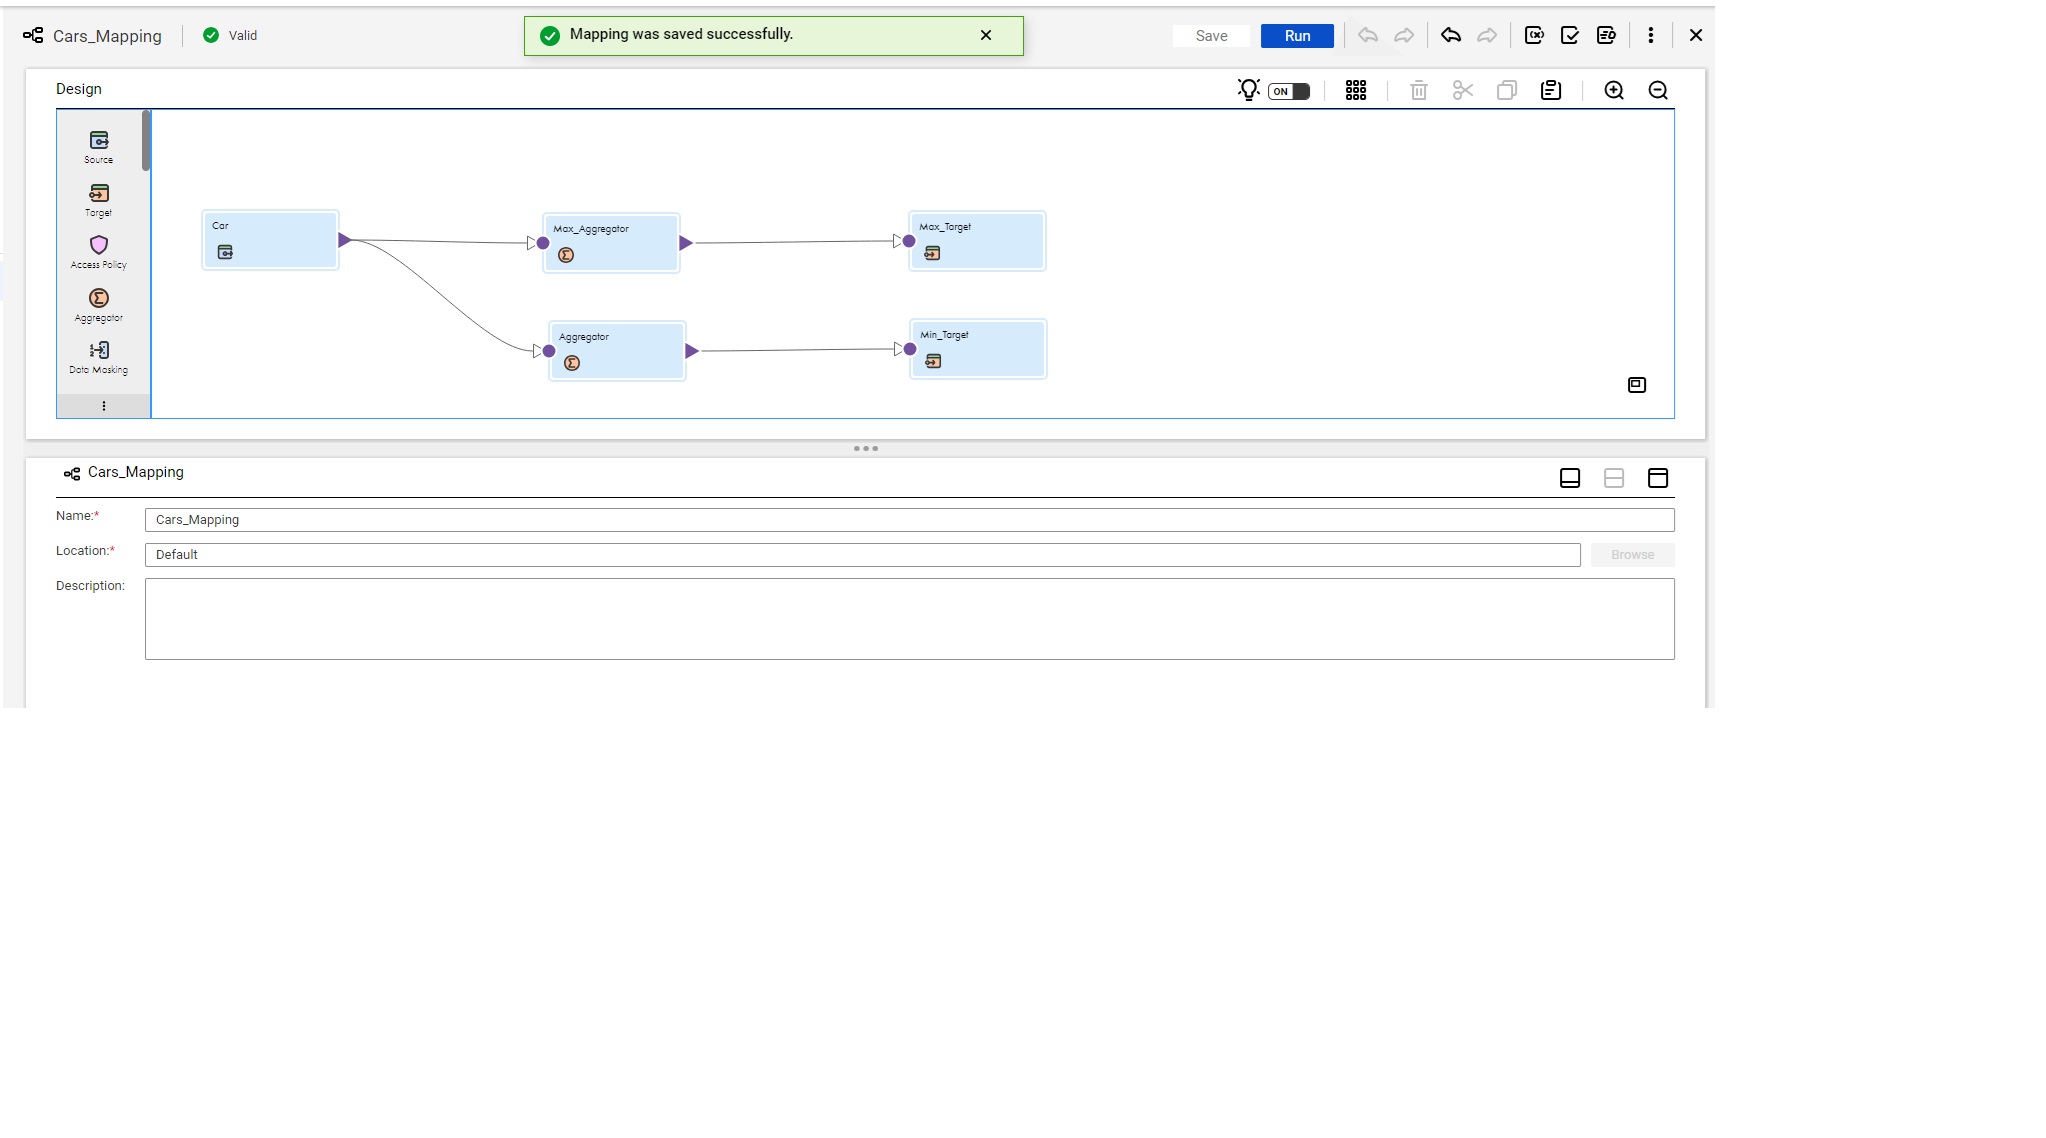 Cars_Mapping
Valid
Mapping was saved successfully.
Save
Run
Design
ON
Source
Target
Access Policy
Aggregator
Data Masking
Car
Max_Aggregator
Max_Target
Aggregator
Min_Target
Cars_Mapping
Name:*
Cars_Mapping
Location:*
Default
Browse
Description: